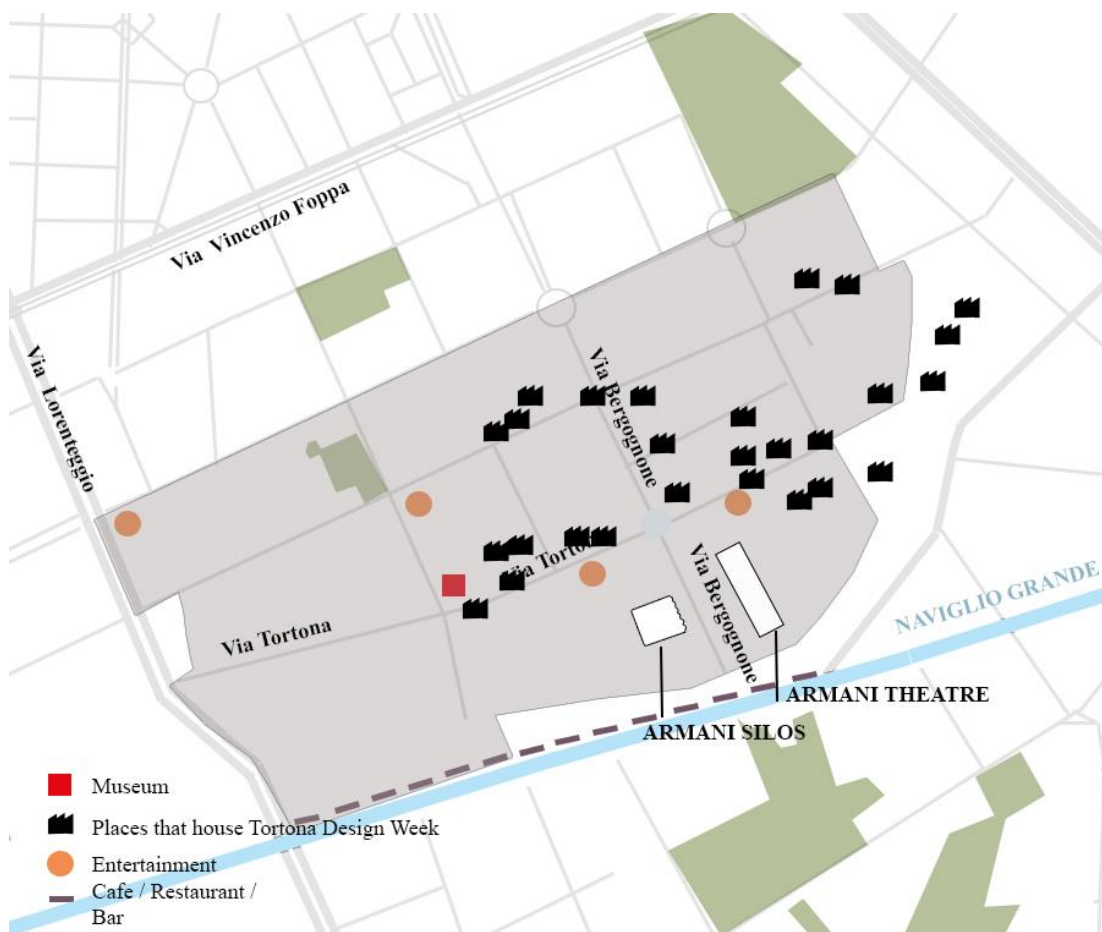 Via Vincenzo Foppa
Via Lorenteggio
Via Bergognone
Via Tortona
Via Bergognone
Via Tortona
NAVIGLIO GRANDE
ARMANI THEATRE
ARMANI SILOS
Museum
Places that house Tortona Design Week
Entertainment
Cafe / Restaurant /
Bar